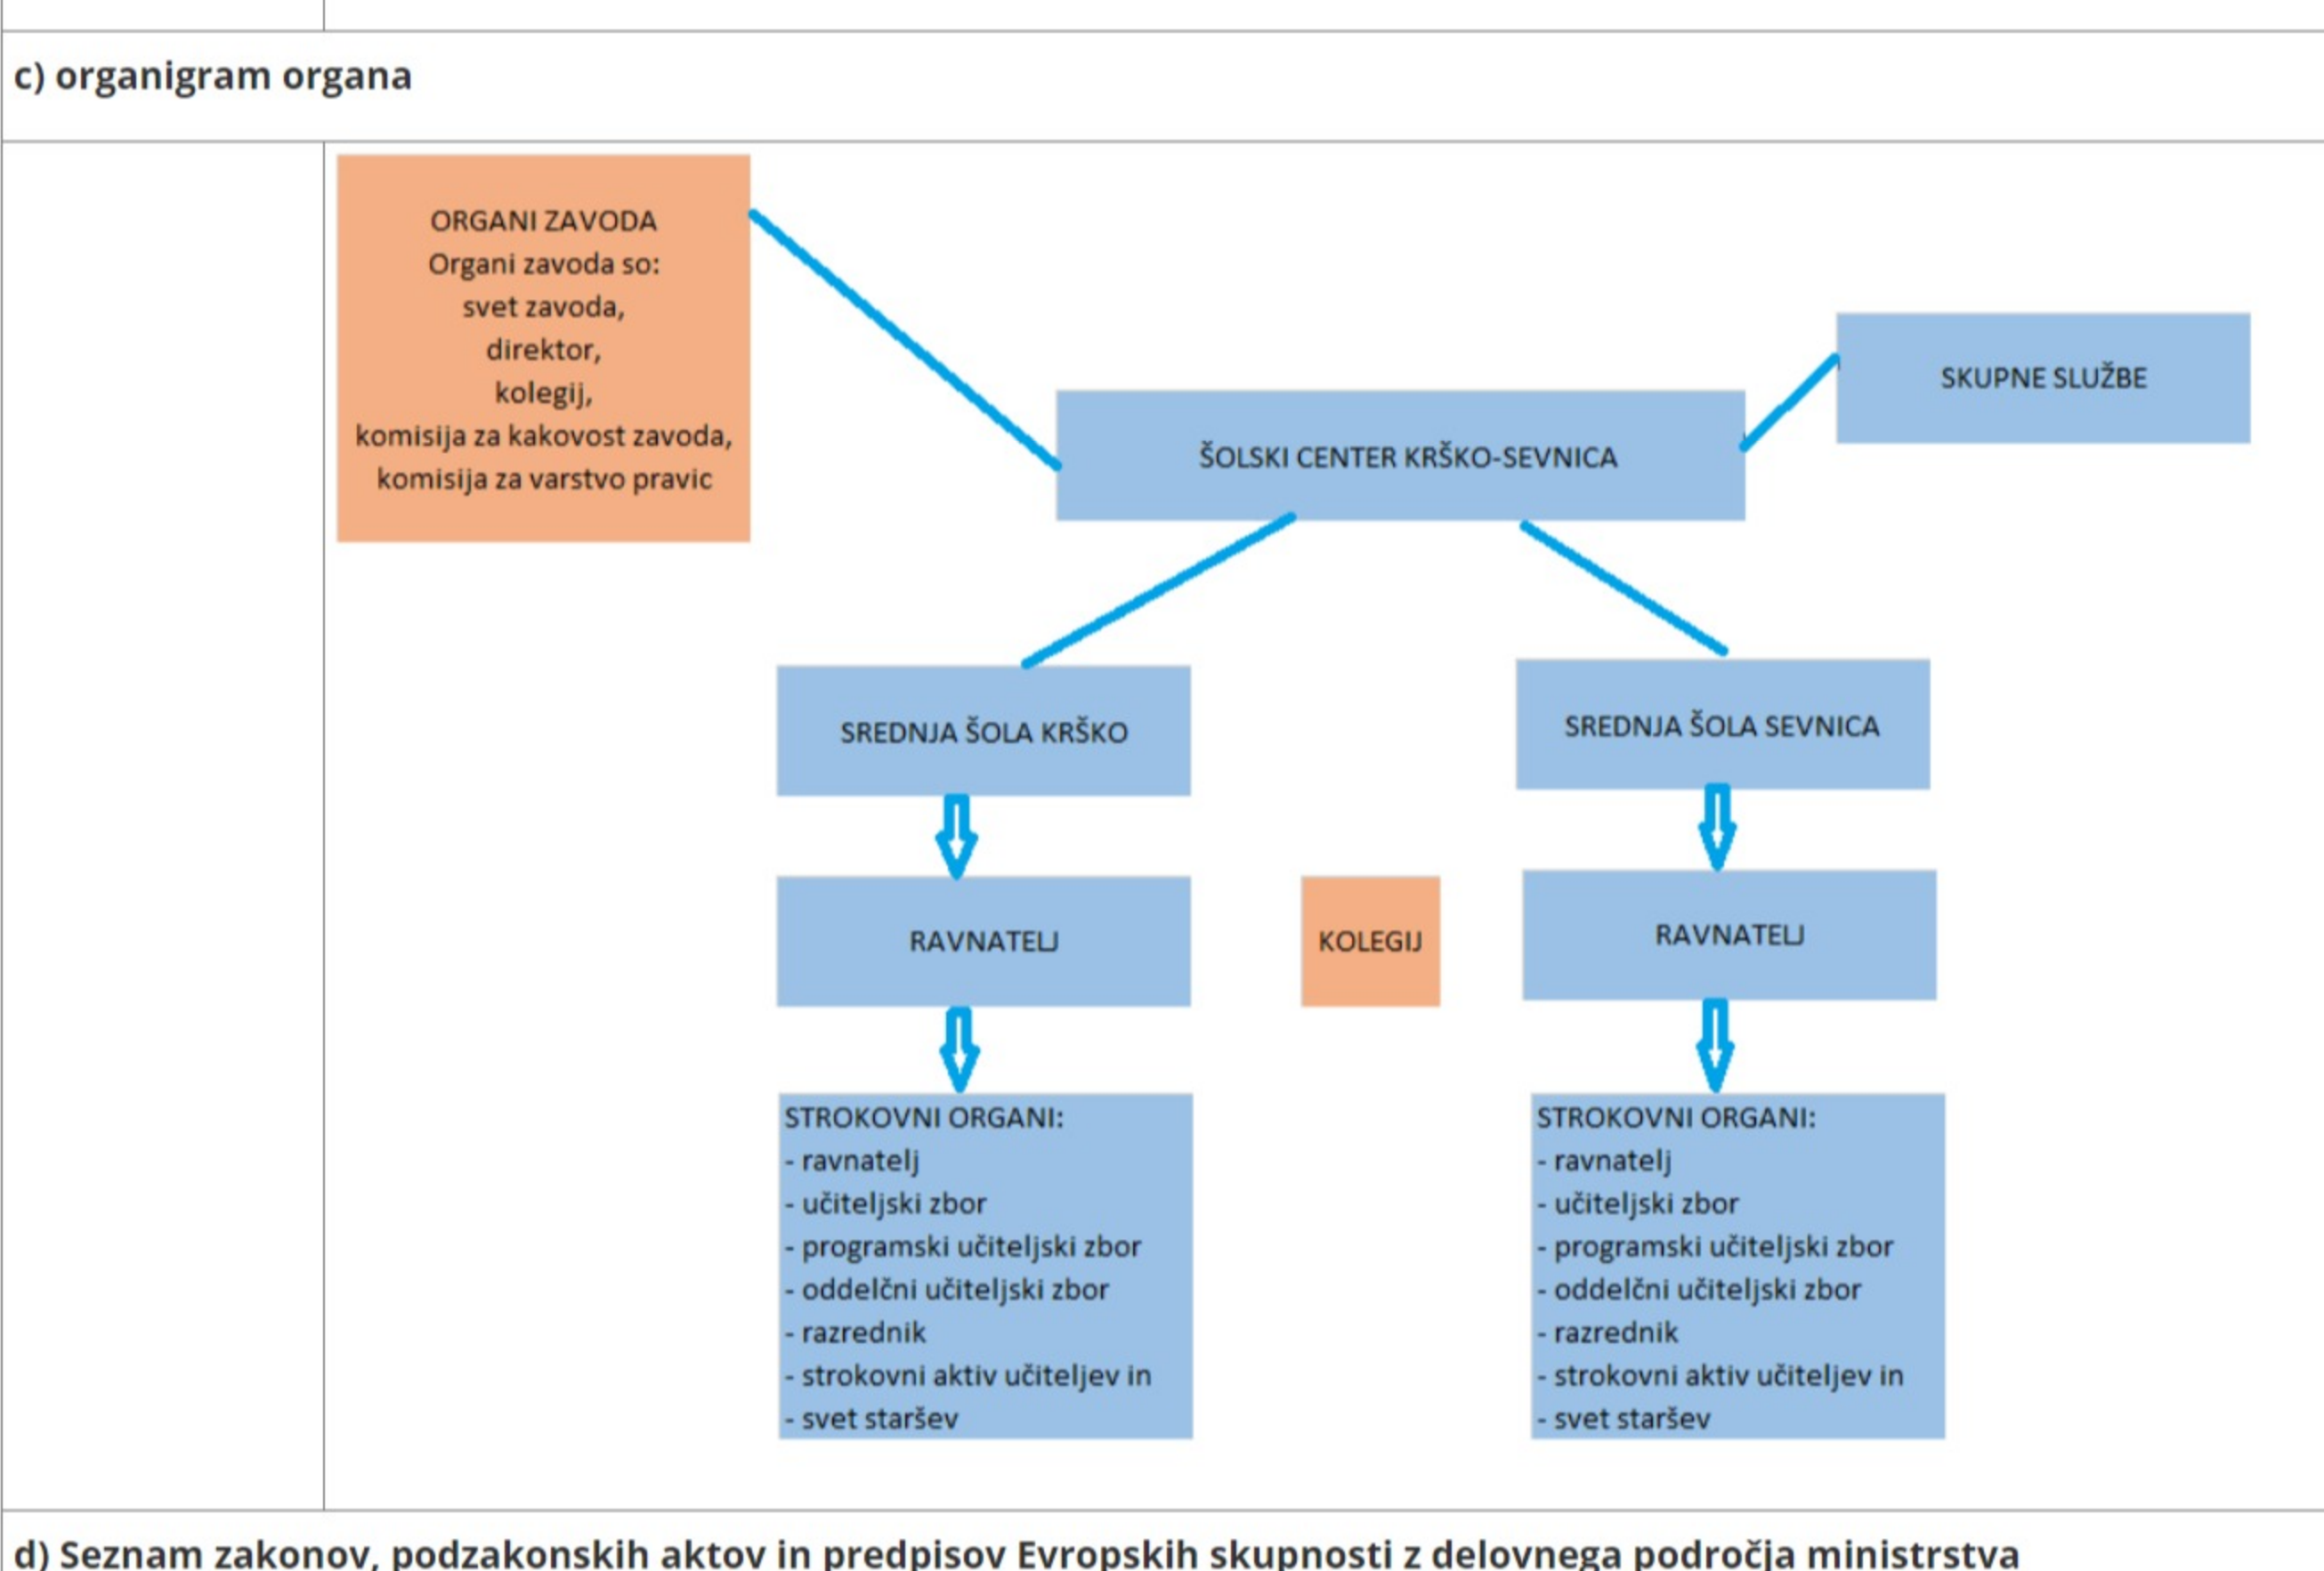 c) organigram organa
ORGANI ZAVODA
Organi zavoda so:
svet zavoda,
direktor,
kolegij,
komisija za kakovost zavoda,
komisija za varstvo pravic
SKUPNE SLUŽBE
ŠOLSKI CENTER KRŠKO-SEVNICA
SREDNJA ŠOLA KRŠKO
SREDNJA ŠOLA SEVNICA
RAVNATELJ
KOLEGIJ
RAVNATELJ
STROKOVNI ORGANI:
- ravnatelj
- učiteljski zbor
- programski učiteljski zbor
- oddelčni učiteljski zbor
- razrednik
- strokovni aktiv učiteljev in
- svet staršev
STROKOVNI ORGANI:
- ravnatelj
- učiteljski zbor
- programski učiteljski zbor
- oddelčni učiteljski zbor
- razrednik
- strokovni aktiv učiteljev in
- svet staršev
d) Seznam zakonov, podzakonskih aktov in predpisov Evropskih skupnosti z delovnega področja ministrstva